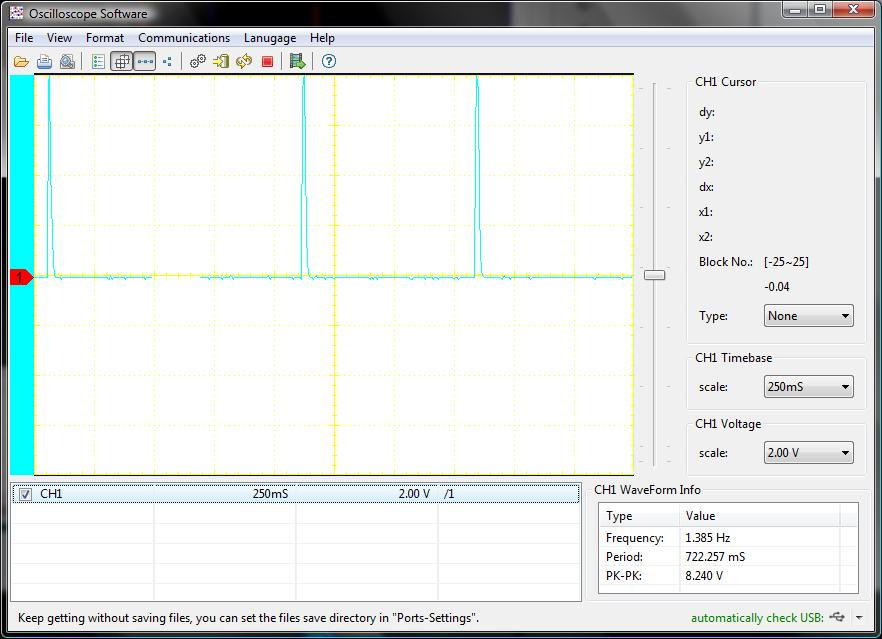 Oscilloscope Software
File View Format Communications Lanugage Help
1
CH1 Cursor
dy:
y1:
y2:
dx:
x1:
x2:
Block No.: [-25~25]
-0.04
Type: None
CH1 Timebase
scale: 250mS
CH1 Voltage
scale: 2.00 V
CH1 250mS 2.00 V /1
CH1 WaveForm Info
Type Value
Frequency: 1.385 Hz
Period: 722.257 mS
PK-PK: 8.240 V
Keep getting without saving files, you can set the files save directory in "Ports-Settings". automatically check USB: